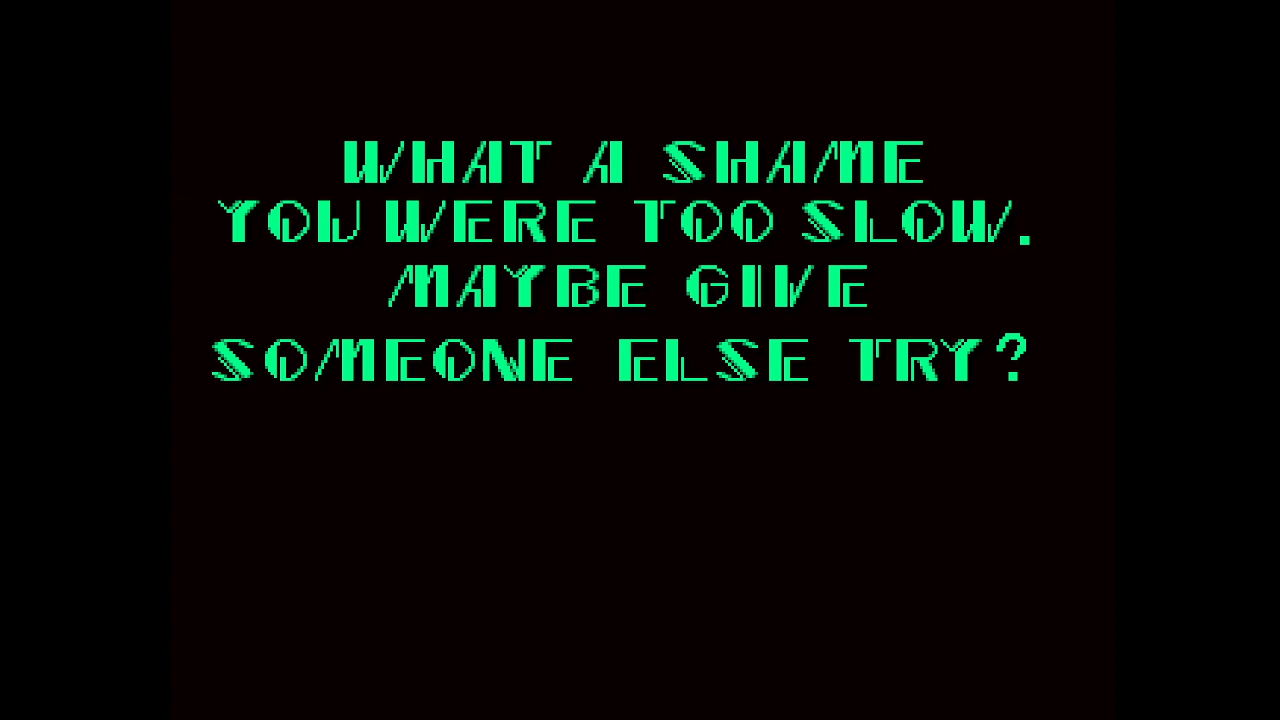 WHAT A SHAME
YOU WERE TOO SLOW.
MAYBE GIVE
SOMEONE ELSE TRY?